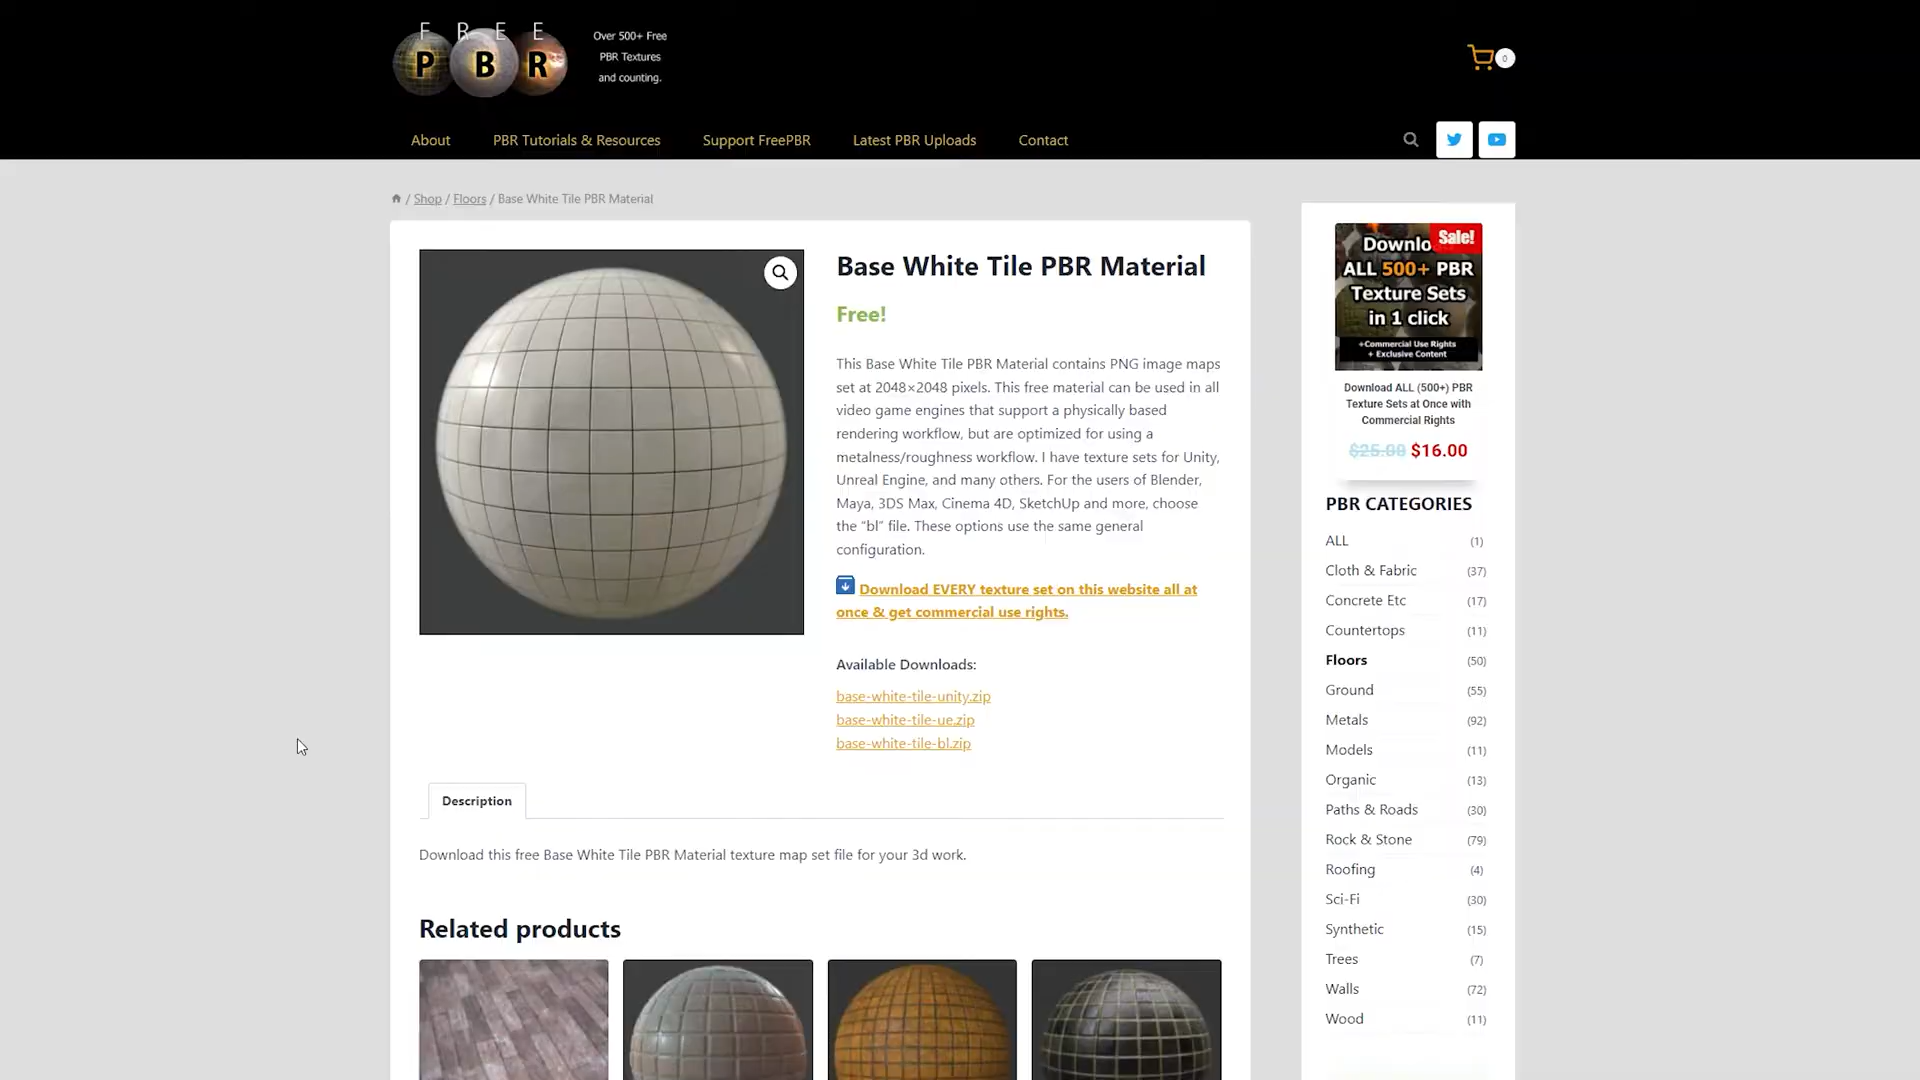 F R E E
P B R
Over 500+ Free
PBR Textures
and counting.
0
About
PBR Tutorials & Resources
Support FreePBR
Latest PBR Uploads
Contact
/ Shop / Floors / Base White Tile PBR Material
Base White Tile PBR Material
Free!
This Base White Tile PBR Material contains PNG image maps
set at 2048×2048 pixels. This free material can be used in all
video game engines that support a physically based
rendering workflow, but are optimized for using a
metalness/roughness workflow. I have texture sets for Unity,
Unreal Engine, and many others. For the users of Blender,
Maya, 3DS Max, Cinema 4D, SketchUp and more, choose
the “bl” file. These options use the same general
configuration.
Download EVERY texture set on this website all at
once & get commercial use rights.
Available Downloads:
base-white-tile-unity.zip
base-white-tile-ue.zip
base-white-tile-bl.zip
Description
Download this free Base White Tile PBR Material texture map set file for your 3d work.
Related products
Sale!
Downlo
ALL 500+ PBR
Texture Sets
in 1 click
+Commercial Use Rights
+ Exclusive Content
Download ALL (500+) PBR
Texture Sets at Once with
Commercial Rights
$25.00 $16.00
PBR CATEGORIES
ALL (1)
Cloth & Fabric (37)
Concrete Etc (17)
Countertops (11)
Floors (50)
Ground (55)
Metals (92)
Models (11)
Organic (13)
Paths & Roads (30)
Rock & Stone (79)
Roofing (4)
Sci-Fi (30)
Synthetic (15)
Trees (7)
Walls (72)
Wood (11)